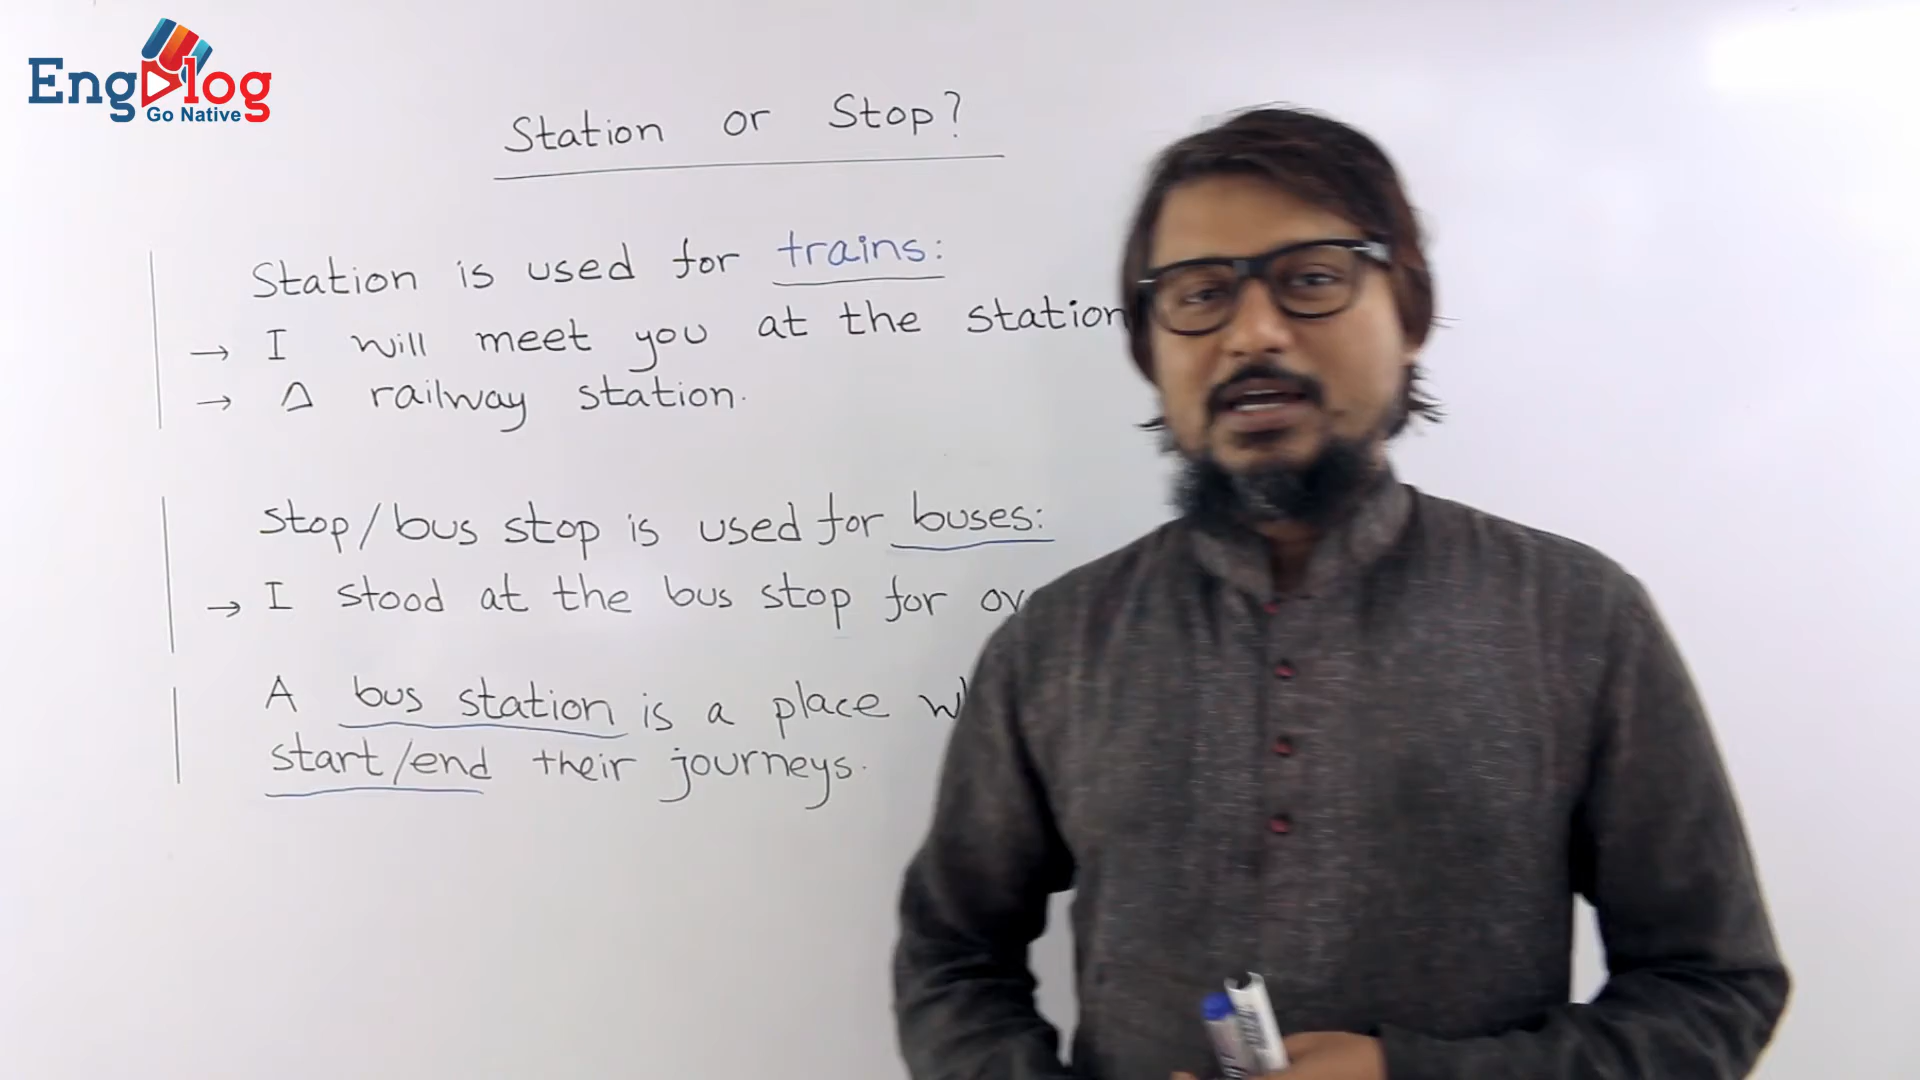 EngVlog
Go Native
Station or Stop?
Station is used for trains:
→ I will meet you at the station
→ A railway station.
Stop/bus stop is used for buses:
→ I stood at the bus stop for
A bus station is a place
start/end their journeys.